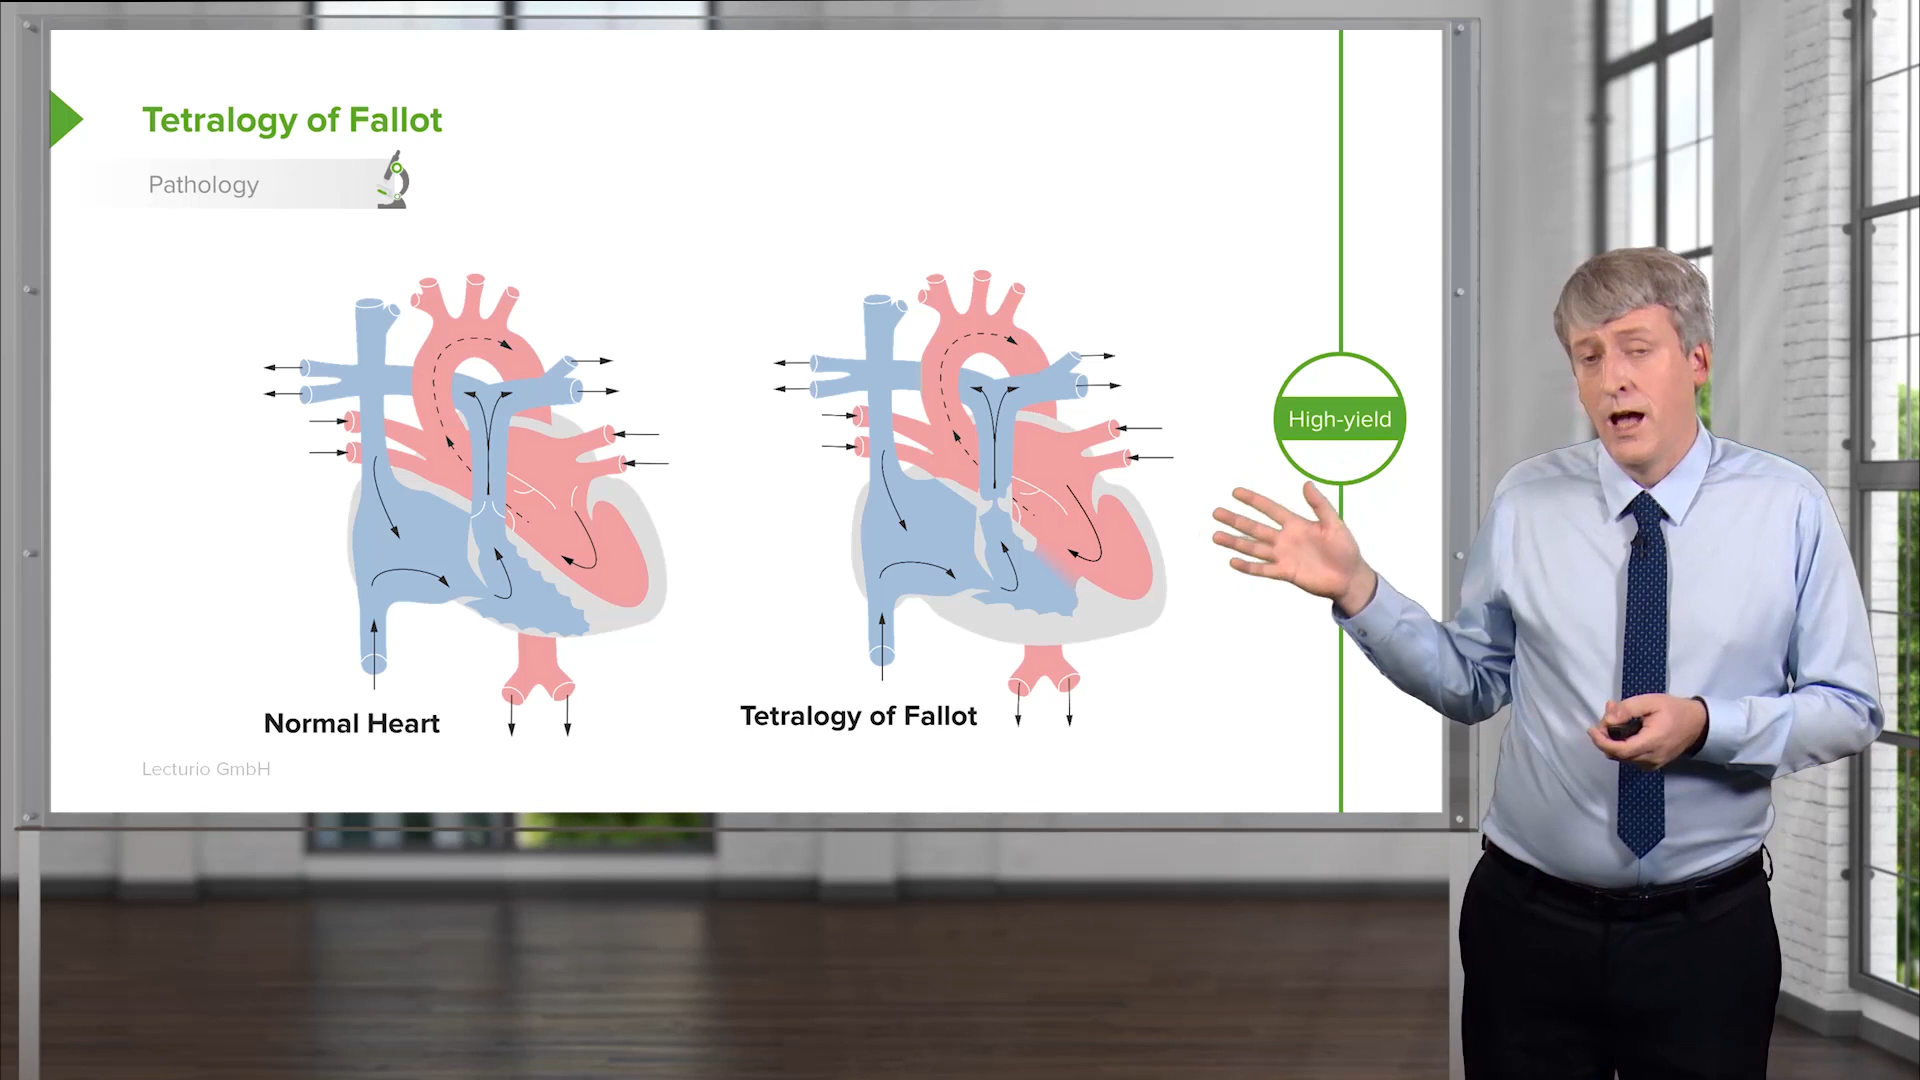 Tetralogy of Fallot
Pathology
High-yield
Normal Heart
Tetralogy of Fallot
Lecturio GmbH